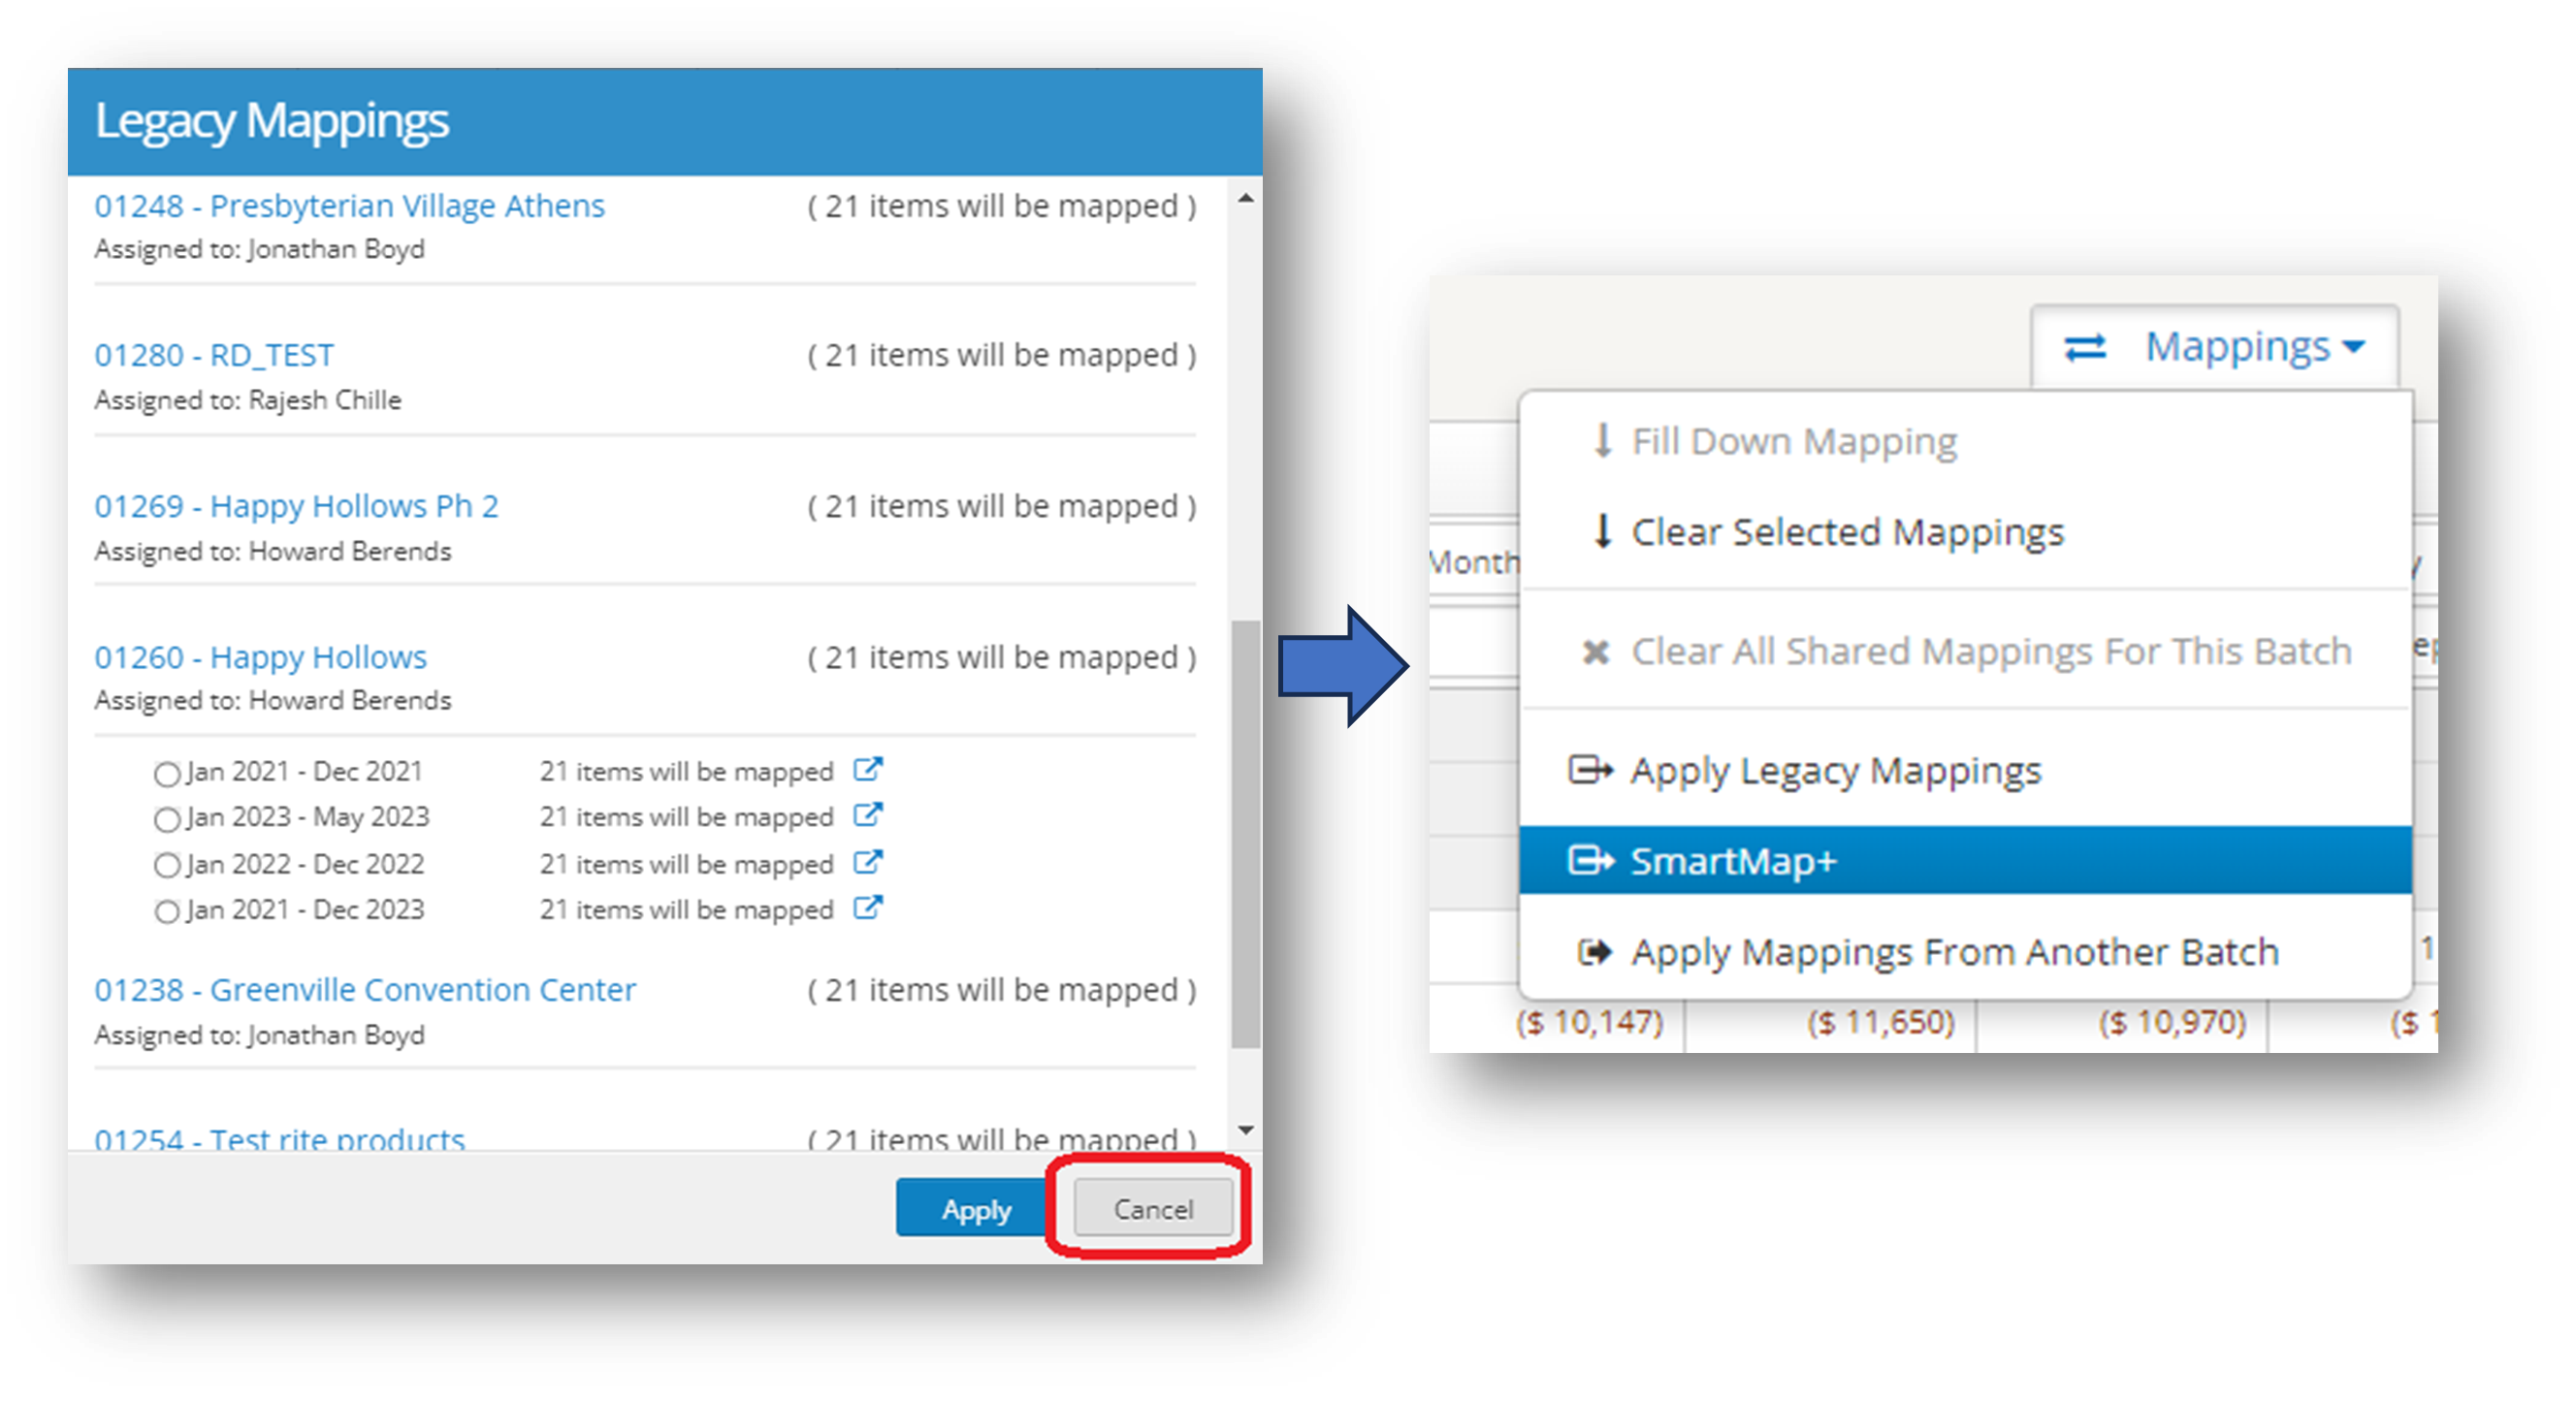 Legacy Mappings
01248 - Presbyterian Village Athens ( 21 items will be mapped )
Assigned to: Jonathan Boyd
01280 - RD_TEST ( 21 items will be mapped )
Assigned to: Rajesh Chille
01269 - Happy Hollows Ph 2 ( 21 items will be mapped )
Assigned to: Howard Berends
01260 - Happy Hollows ( 21 items will be mapped )
Assigned to: Howard Berends
Jan 2021 - Dec 2021 21 items will be mapped
Jan 2023 - May 2023 21 items will be mapped
Jan 2022 - Dec 2022 21 items will be mapped
Jan 2021 - Dec 2023 21 items will be mapped
01238 - Greenville Convention Center ( 21 items will be mapped )
Assigned to: Jonathan Boyd
01254 - Test rite products ( 21 items will be mapped )
Apply Cancel
Mappings
Fill Down Mapping
Clear Selected Mappings
Month
Clear All Shared Mappings For This Batch
Apply Legacy Mappings
SmartMap+
Apply Mappings From Another Batch
($ 10,147) ($ 11,650) ($ 10,970) ($ 1